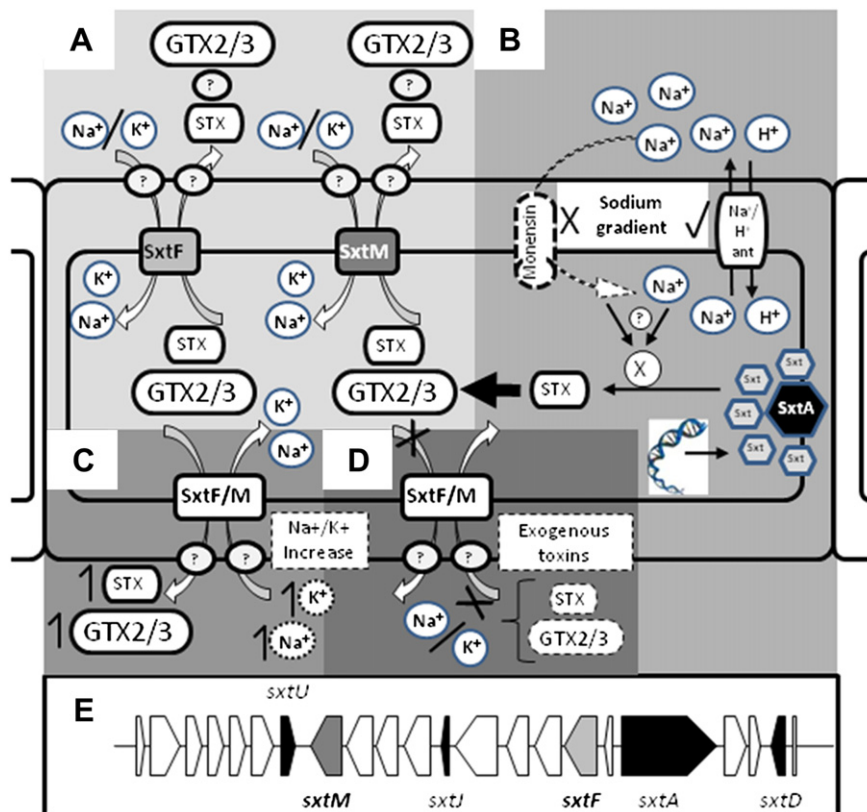 A
GTX2/3
?
STX
Na⁺/K⁺
?
?
SxtF
K⁺
Na⁺
STX
GTX2/3
GTX2/3
?
STX
Na⁺/K⁺
?
?
SxtM
K⁺
Na⁺
STX
GTX2/3
B
Na⁺
Na⁺
Na⁺
Na⁺
H⁺
Monensin
X
Sodium
gradient
Na⁺/
H⁺
ant
Na⁺
?
X
Na⁺
H⁺
STX
Sxt
Sxt
Sxt
Sxt
Sxt
SxtA
C
K⁺
Na⁺
SxtF/M
Na+/K+
Increase
?
?
STX
GTX2/3
K⁺
Na⁺
D
SxtF/M
Exogenous
toxins
?
?
Na⁺/K⁺
STX
GTX2/3
E
sxtU
sxtM
sxtJ
sxtF
sxtA
sxtD